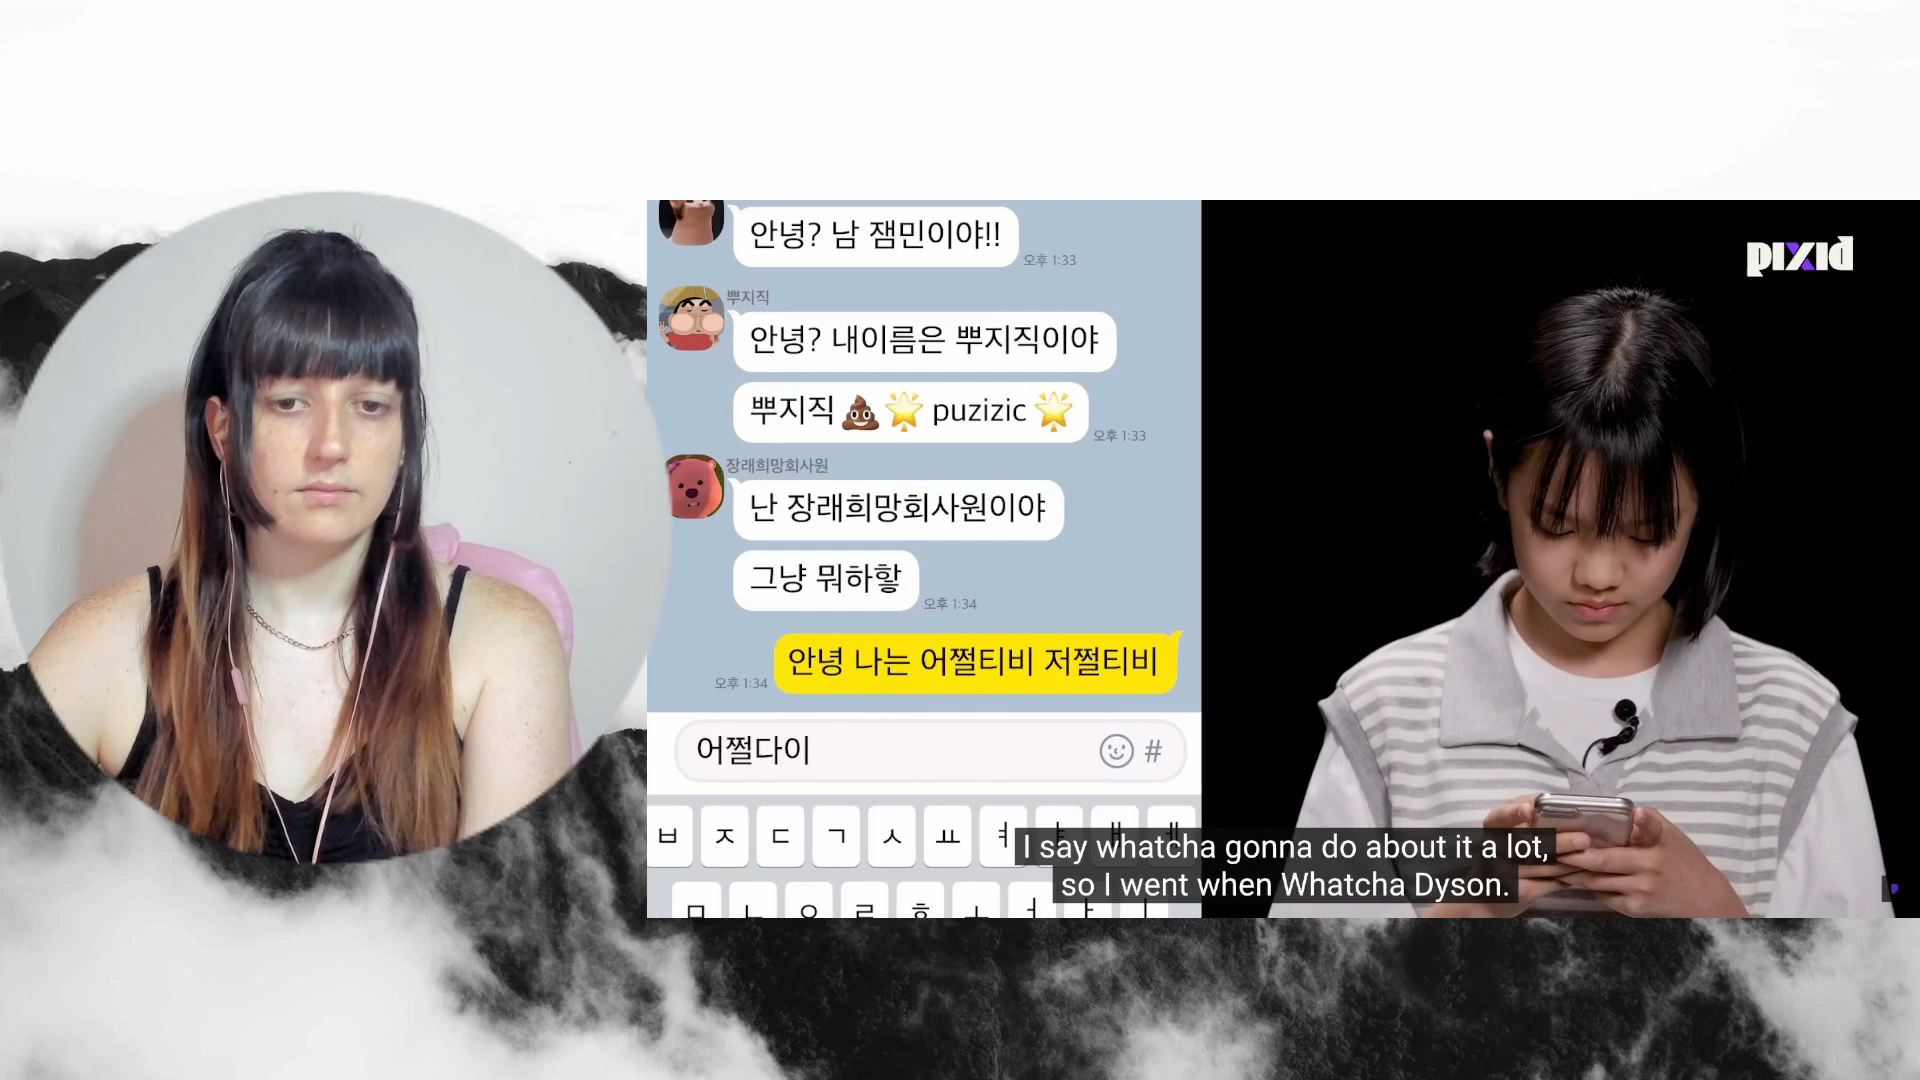 안녕? 남 잼민이야!!
오후 1:33
뿌지직
안녕? 내이름은 뿌지직이야
뿌지직💩🌟 puzizic 🌟
오후 1:33
장래희망회사원
난 장래희망회사원이야
그냥 뭐하핳
오후 1:34
안녕 나는 어쩔티비 저쩔티비
오후 1:34
어쩔다이
#
ㅂ ㅈ ㄷ ㄱ ㅅ ㅛ ㅕ ㅑ ㅐ ㅔ
ㅁ ㄴ ㅇ ㄹ ㅎ ㅗ ㅓ ㅏ ㅣ
I say whatcha gonna do about it a lot,
so I went when Whatcha Dyson.
pixid